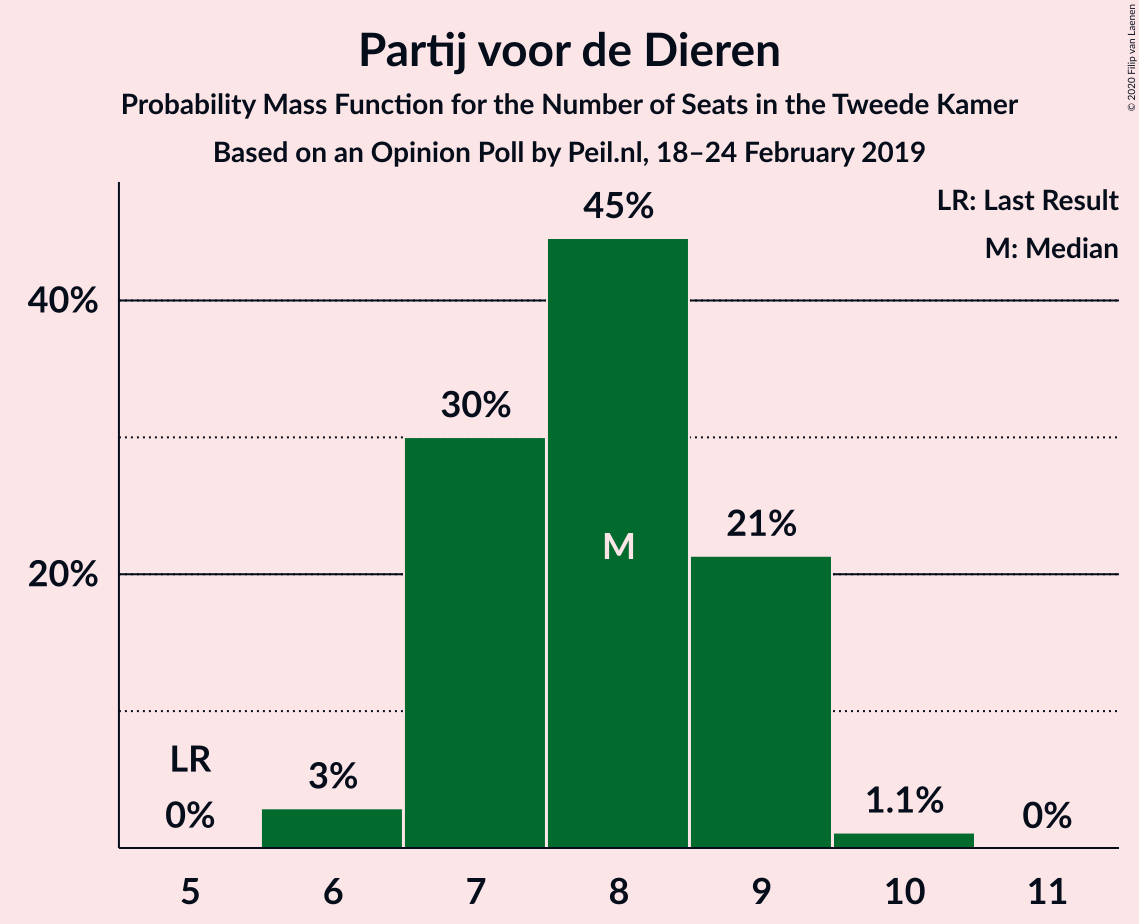 Partij voor de Dieren
Probability Mass Function for the Number of Seats in the Tweede Kamer
Based on an Opinion Poll by Peil.nl, 18–24 February 2019
© 2020 Filip van Laenen
LR: Last Result
M: Median
45%
40%
30%
21%
M
20%
LR
0%
3%
1.1%
0%
5 6 7 8 9 10 11